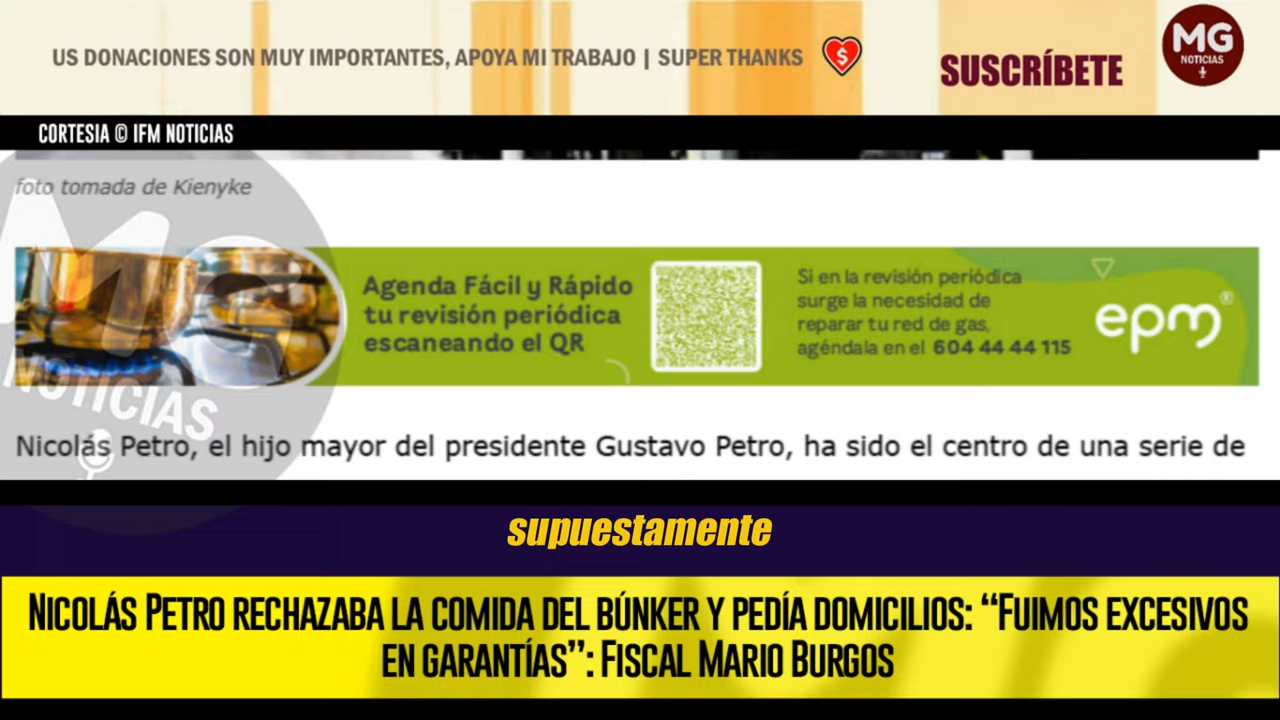 US DONACIONES SON MUY IMPORTANTES, APOYA MI TRABAJO | SUPER THANKS
SUSCRÍBETE
MG
NOTICIAS
CORTESIA © IFM NOTICIAS
foto tomada de Kienyke
MG
NOTICIAS
Agenda Fácil y Rápido
tu revisión periódica
escaneando el QR
Si en la revisión periódica
surge la necesidad de
reparar tu red de gas,
agéndala en el 604 44 44 115
epm®
Nicolás Petro, el hijo mayor del presidente Gustavo Petro, ha sido el centro de una serie de
supuestamente
NICOLÁS PETRO RECHAZABA LA COMIDA DEL BÚNKER Y PEDÍA DOMICILIOS: “FUIMOS EXCESIVOS
EN GARANTÍAS”: FISCAL MARIO BURGOS